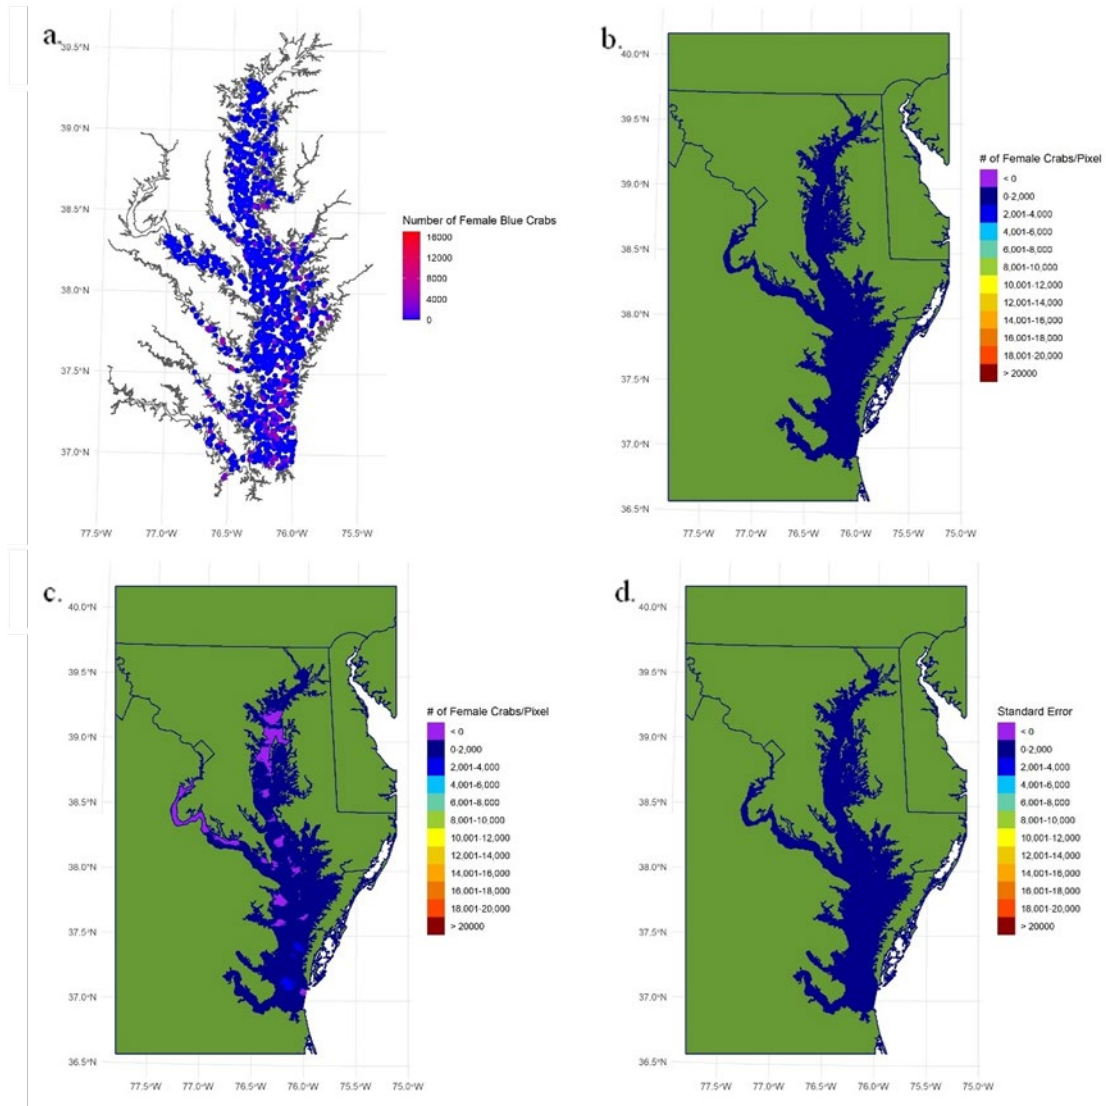 a.
39.5°N
39.0°N
38.5°N
38.0°N
37.5°N
37.0°N
77.5°W 77.0°W 76.5°W 76.0°W 75.5°W
Number of Female Blue Crabs
16000
12000
8000
4000
0
b.
40.0°N
39.5°N
39.0°N
38.5°N
38.0°N
37.5°N
37.0°N
36.5°N
77.5°W 77.0°W 76.5°W 76.0°W 75.5°W 75.0°W
# of Female Crabs/Pixel
< 0
0-2,000
2,001-4,000
4,001-6,000
6,001-8,000
8,001-10,000
10,001-12,000
12,001-14,000
14,001-16,000
16,001-18,000
18,001-20,000
> 20000
c.
40.0°N
39.5°N
39.0°N
38.5°N
38.0°N
37.5°N
37.0°N
36.5°N
77.5°W 77.0°W 76.5°W 76.0°W 75.5°W 75.0°W
# of Female Crabs/Pixel
< 0
0-2,000
2,001-4,000
4,001-6,000
6,001-8,000
8,001-10,000
10,001-12,000
12,001-14,000
14,001-16,000
16,001-18,000
18,001-20,000
> 20000
d.
40.0°N
39.5°N
39.0°N
38.5°N
38.0°N
37.5°N
37.0°N
36.5°N
77.5°W 77.0°W 76.5°W 76.0°W 75.5°W 75.0°W
Standard Error
< 0
0-2,000
2,001-4,000
4,001-6,000
6,001-8,000
8,001-10,000
10,001-12,000
12,001-14,000
14,001-16,000
16,001-18,000
18,001-20,000
> 20000